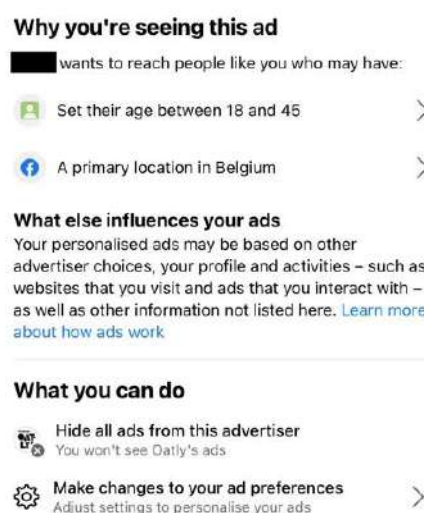 Why you're seeing this ad
wants to reach people like you who may have:
Set their age between 18 and 45
A primary location in Belgium
What else influences your ads
Your personalised ads may be based on other
advertiser choices, your profile and activities – such as
websites that you visit and ads that you interact with –
as well as other information not listed here. Learn more
about how ads work
What you can do
Hide all ads from this advertiser
You won't see Oatly's ads
Make changes to your ad preferences
Adjust settings to personalise your ads